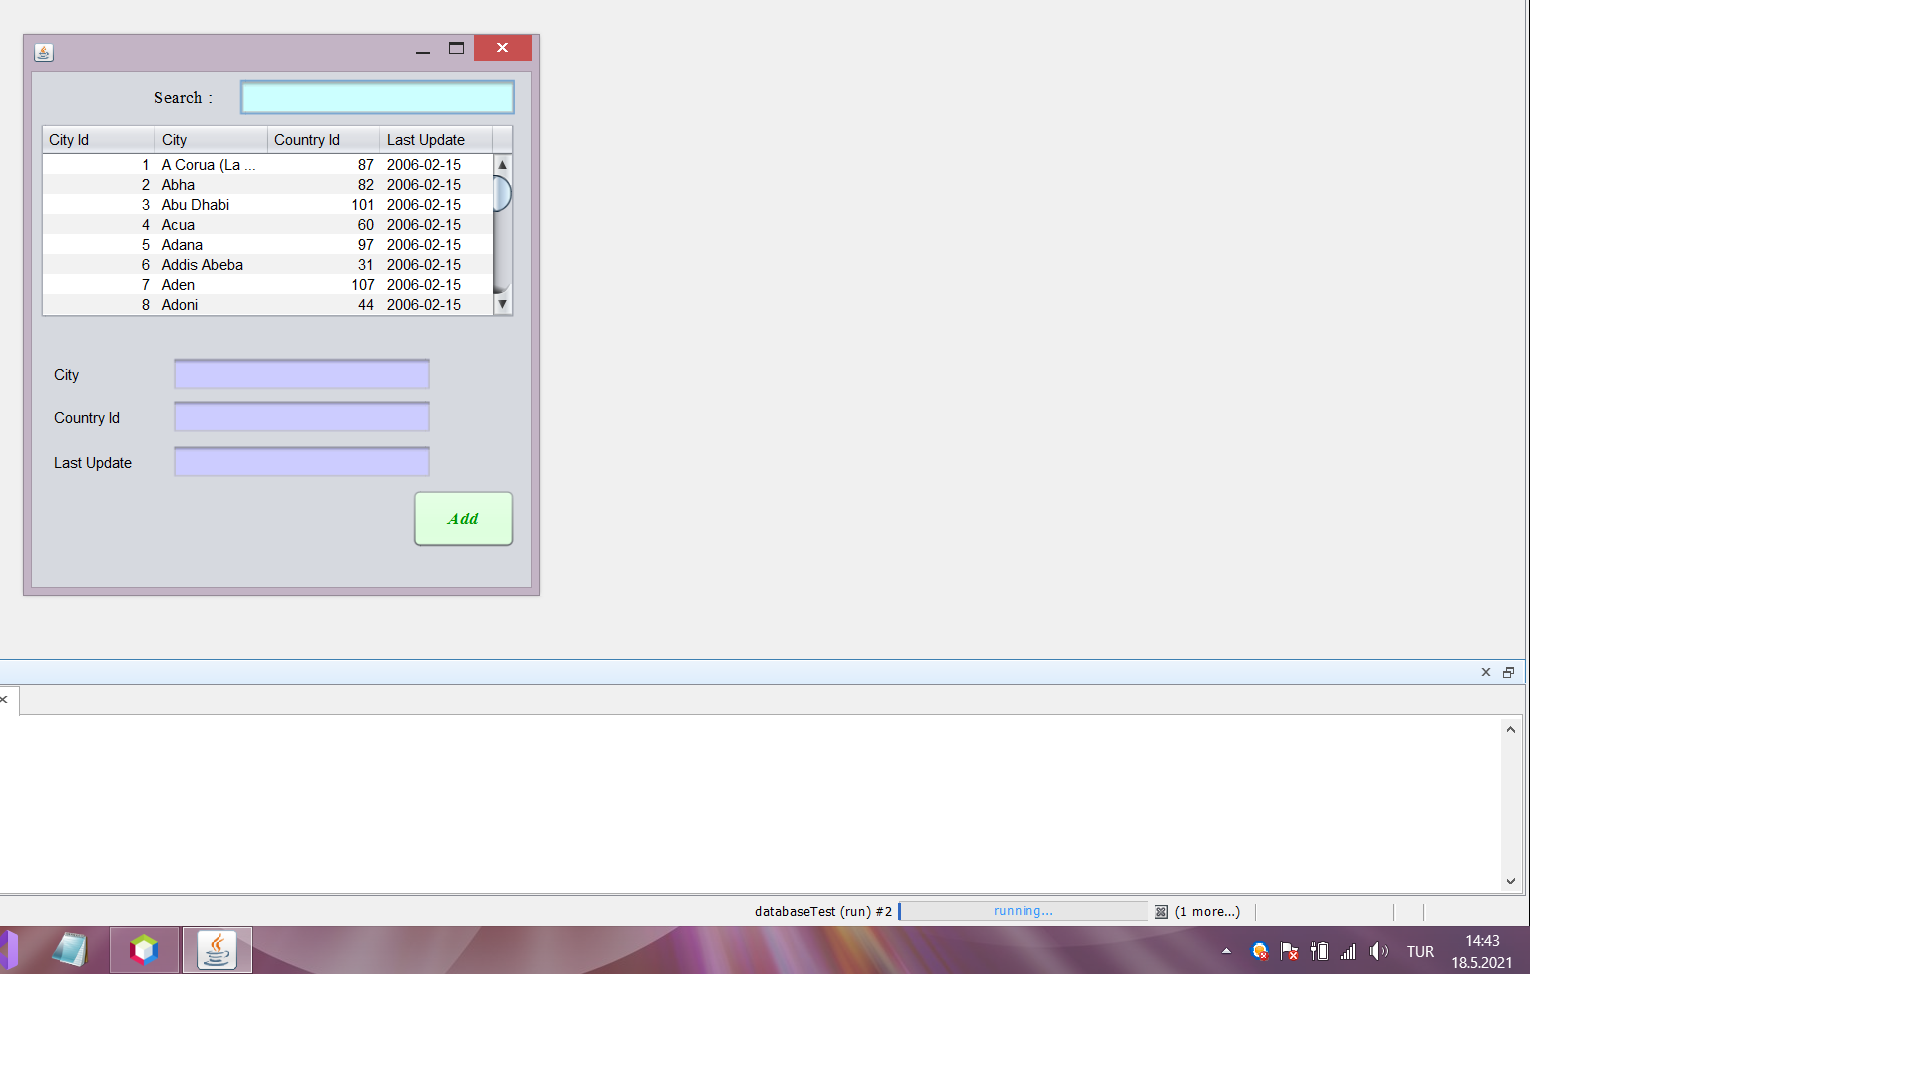 Search :
City Id City Country Id Last Update
1 A Corua (La ... 87 2006-02-15
2 Abha 82 2006-02-15
3 Abu Dhabi 101 2006-02-15
4 Acua 60 2006-02-15
5 Adana 97 2006-02-15
6 Addis Abeba 31 2006-02-15
7 Aden 107 2006-02-15
8 Adoni 44 2006-02-15
City
Country Id
Last Update
Add
databaseTest (run) #2 running... (1 more...)
TUR 14:43
18.5.2021